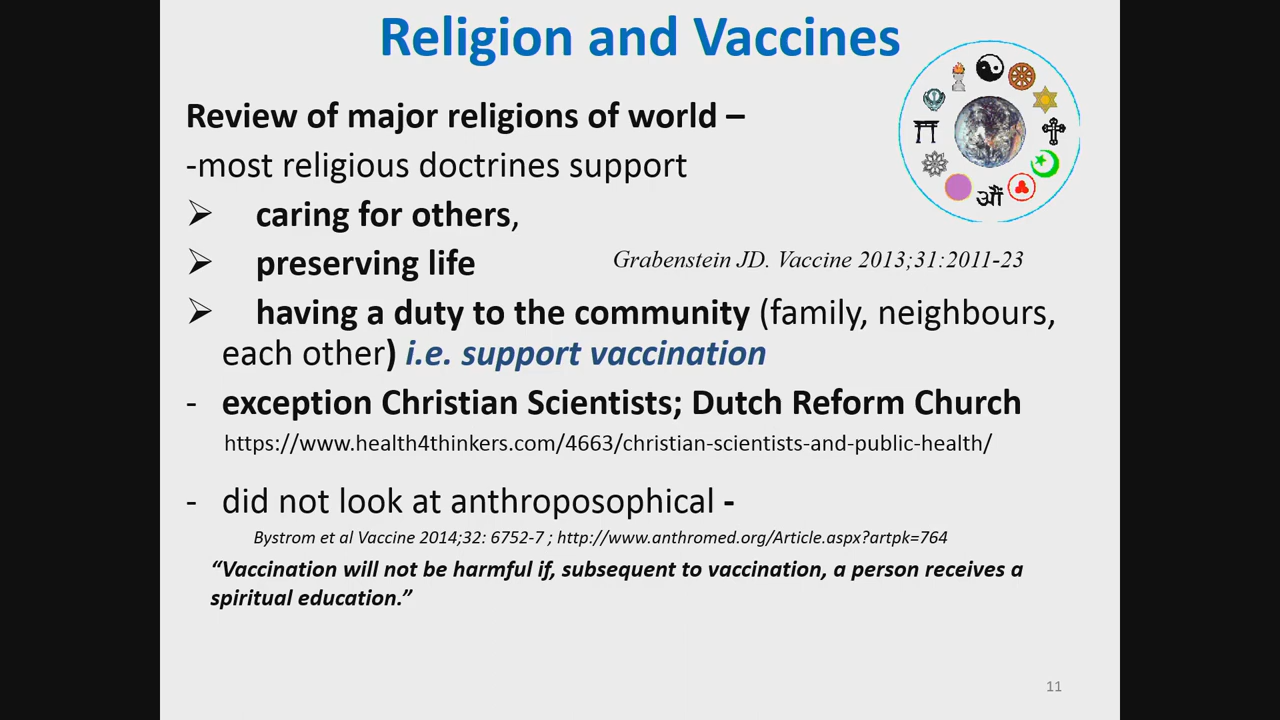 Religion and Vaccines
Review of major religions of world –
-most religious doctrines support
➢ caring for others,
➢ preserving life
Grabenstein JD. Vaccine 2013;31:2011-23
➢ having a duty to the community (family, neighbours,
each other) i.e. support vaccination
- exception Christian Scientists; Dutch Reform Church
https://www.health4thinkers.com/4663/christian-scientists-and-public-health/
- did not look at anthroposophical -
Bystrom et al Vaccine 2014;32: 6752-7 ; http://www.anthromed.org/Article.aspx?artpk=764
“Vaccination will not be harmful if, subsequent to vaccination, a person receives a
spiritual education.”
11